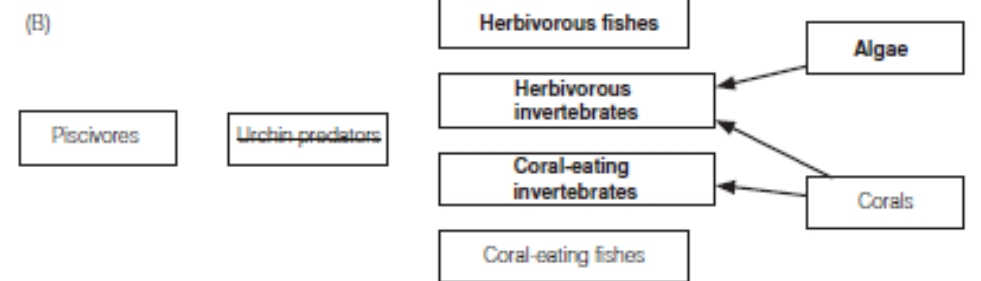 (B)
Herbivorous fishes
Algae
Herbivorous
invertebrates
Piscivores
Urchin predators
Coral-eating
invertebrates
Corals
Coral-eating fishes